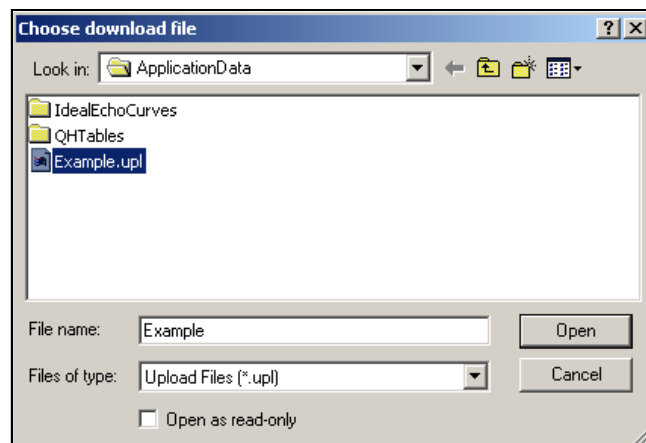 Choose download file
Look in: ApplicationData
IdealEchoCurves
QHTables
Example.upl
File name: Example Open
Files of type: Upload Files (*.upl) Cancel
Open as read-only